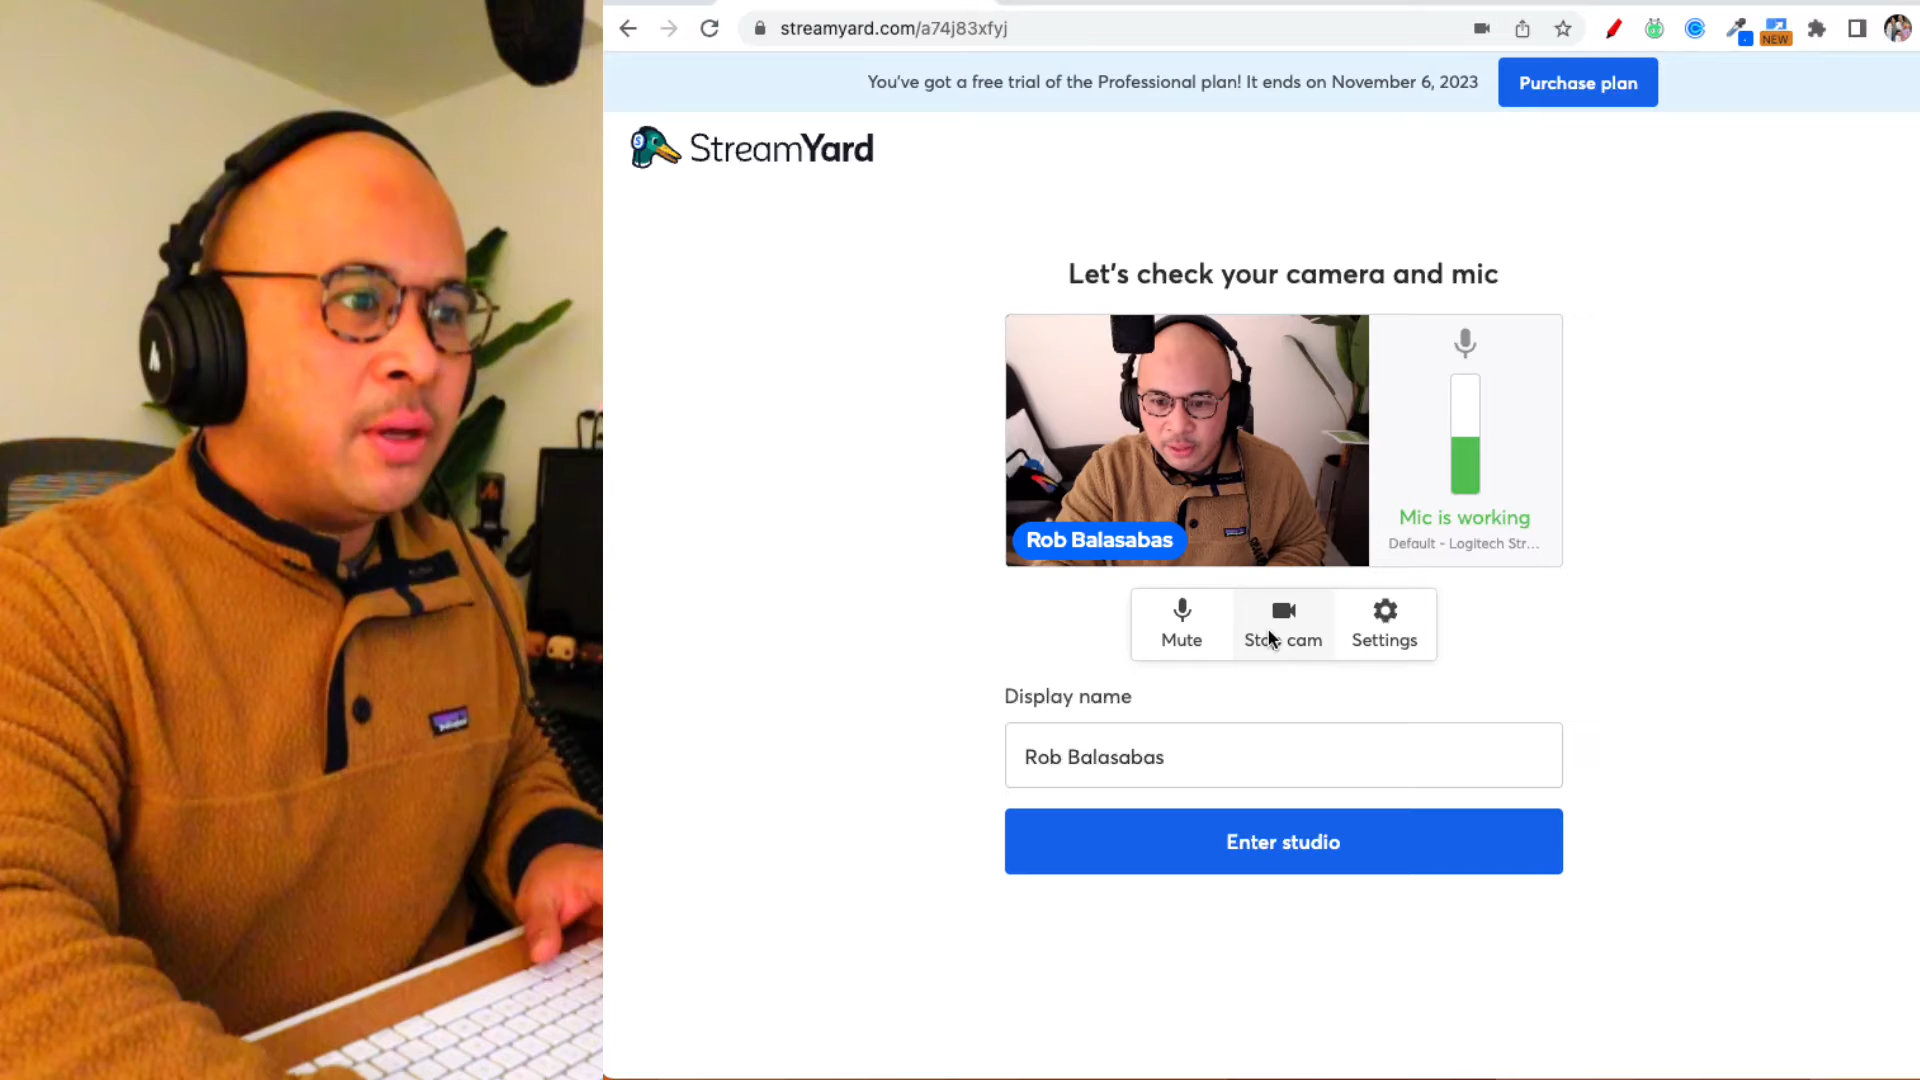 streamyard.com/a74j83xfyj
NEW
You've got a free trial of the Professional plan! It ends on November 6, 2023
Purchase plan
StreamYard
Let's check your camera and mic
Rob Balasabas
Mic is working
Default - Logitech Str...
Mute
Stop cam
Settings
Display name
Rob Balasabas
Enter studio